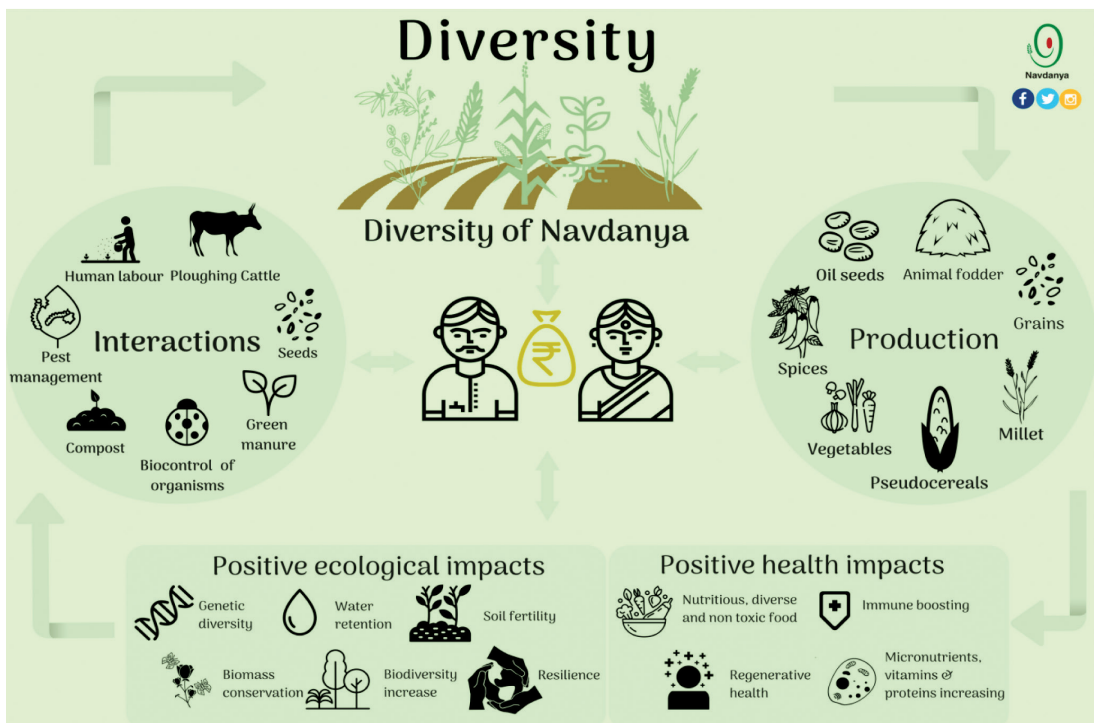 Diversity
Navdanya
Diversity of Navdanya
Human labour
Ploughing Cattle
Pest
management
Interactions
Seeds
Compost
Biocontrol of
organisms
Green
manure
₹
Oil seeds
Animal fodder
Grains
Production
Spices
Vegetables
Millet
Pseudocereals
Positive ecological impacts
Genetic
diversity
Water
retention
Soil fertility
Biomass
conservation
Biodiversity
increase
Resilience
Positive health impacts
Nutritious, diverse
and non toxic food
Immune boosting
Regenerative
health
Micronutrients,
vitamins &
proteins increasing